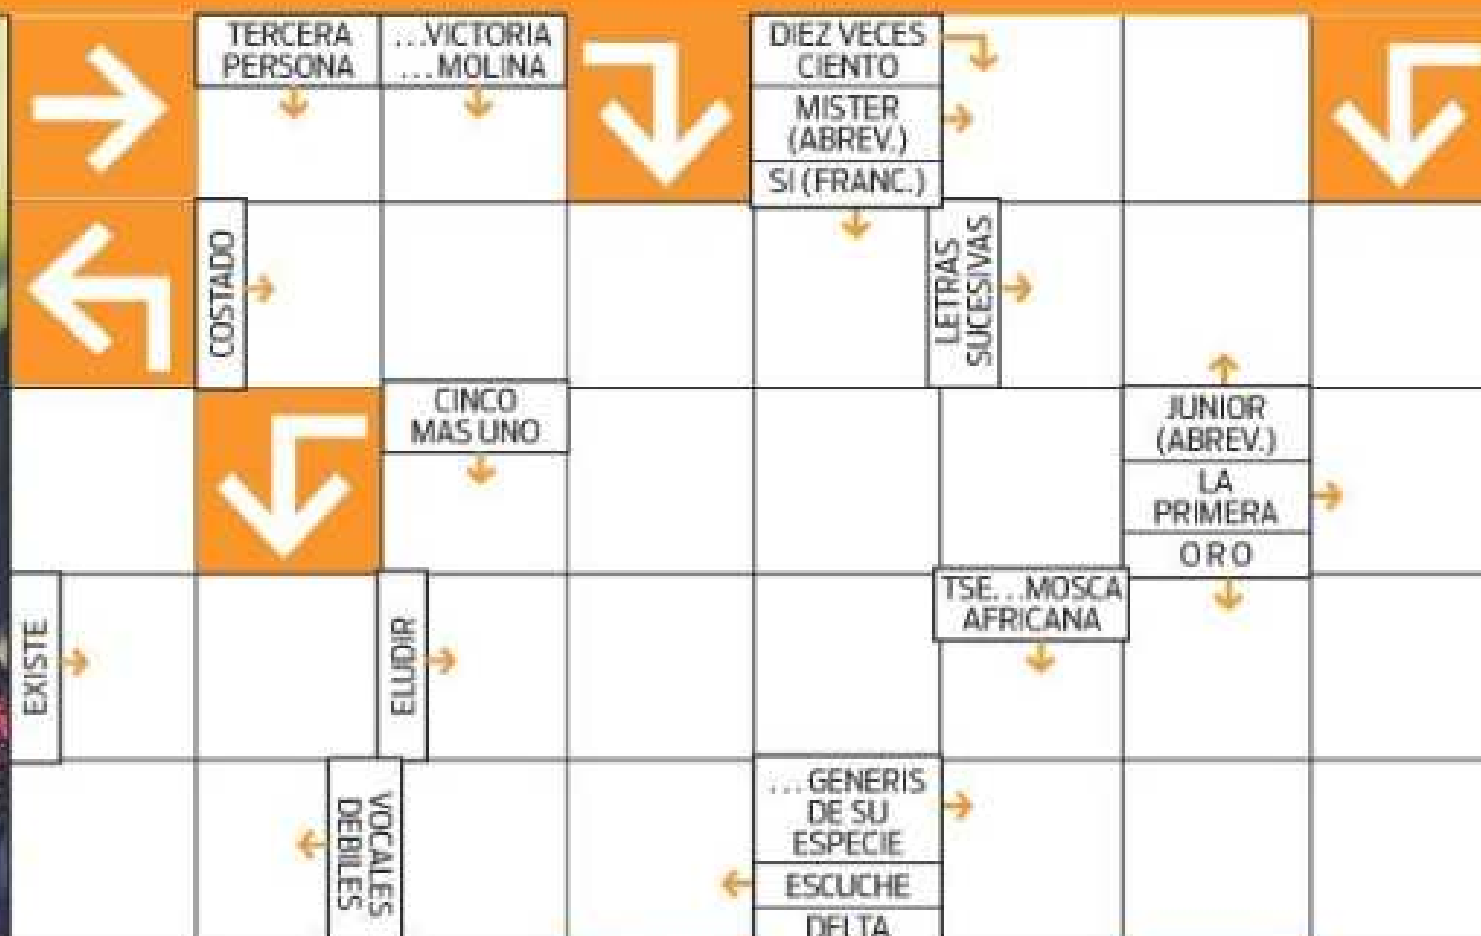 TERCERA
PERSONA
...VICTORIA
...MOLINA
DIEZ VECES
CIENTO
MISTER
(ABREV.)
SI (FRANC.)
COSTADO
LETRAS
SUCESIVAS
CINCO
MAS UNO
JUNIOR
(ABREV.)
LA
PRIMERA
ORO
EXISTE
ELUDIR
TSE...MOSCA
AFRICANA
VOCALES
DEBILES
...GENERIS
DE SU
ESPECIE
ESCUCHE
DELTA